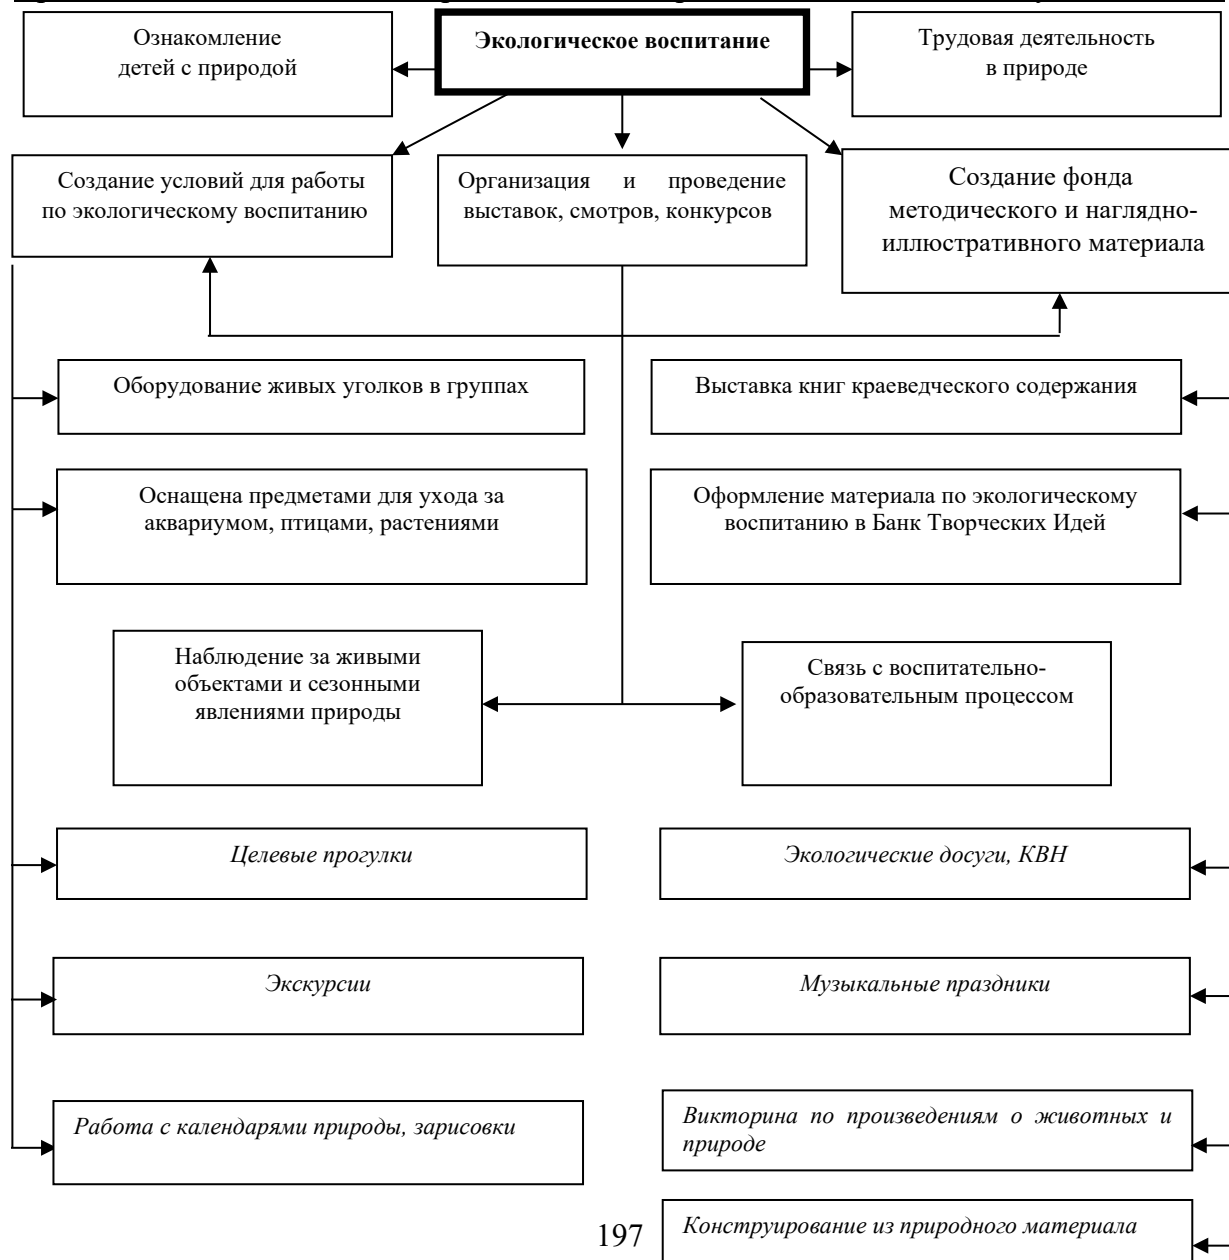 Ознакомление
детей с природой
Экологическое воспитание
Трудовая деятельность
в природе
Создание условий для работы
по экологическому воспитанию
Организация и проведение
выставок, смотров, конкурсов
Создание фонда
методического и наглядно-
иллюстративного материала
Оборудование живых уголков в группах
Выставка книг краеведческого содержания
Оснащена предметами для ухода за
аквариумом, птицами, растениями
Оформление материала по экологическому
воспитанию в Банк Творческих Идей
Наблюдение за живыми
объектами и сезонными
явлениями природы
Связь с воспитательно-
образовательным процессом
Целевые прогулки
Экологические досуги, КВН
Экскурсии
Музыкальные праздники
Работа с календарями природы, зарисовки
Викторина по произведениям о животных и
природе
Конструирование из природного материала
197